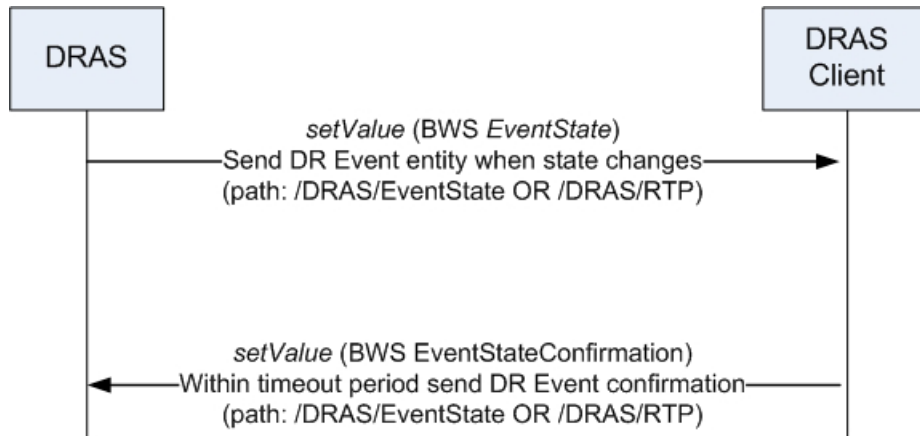 DRAS
DRAS
Client
setValue (BWS EventState)
Send DR Event entity when state changes
(path: /DRAS/EventState OR /DRAS/RTP)
setValue (BWS EventStateConfirmation)
Within timeout period send DR Event confirmation
(path: /DRAS/EventState OR /DRAS/RTP)